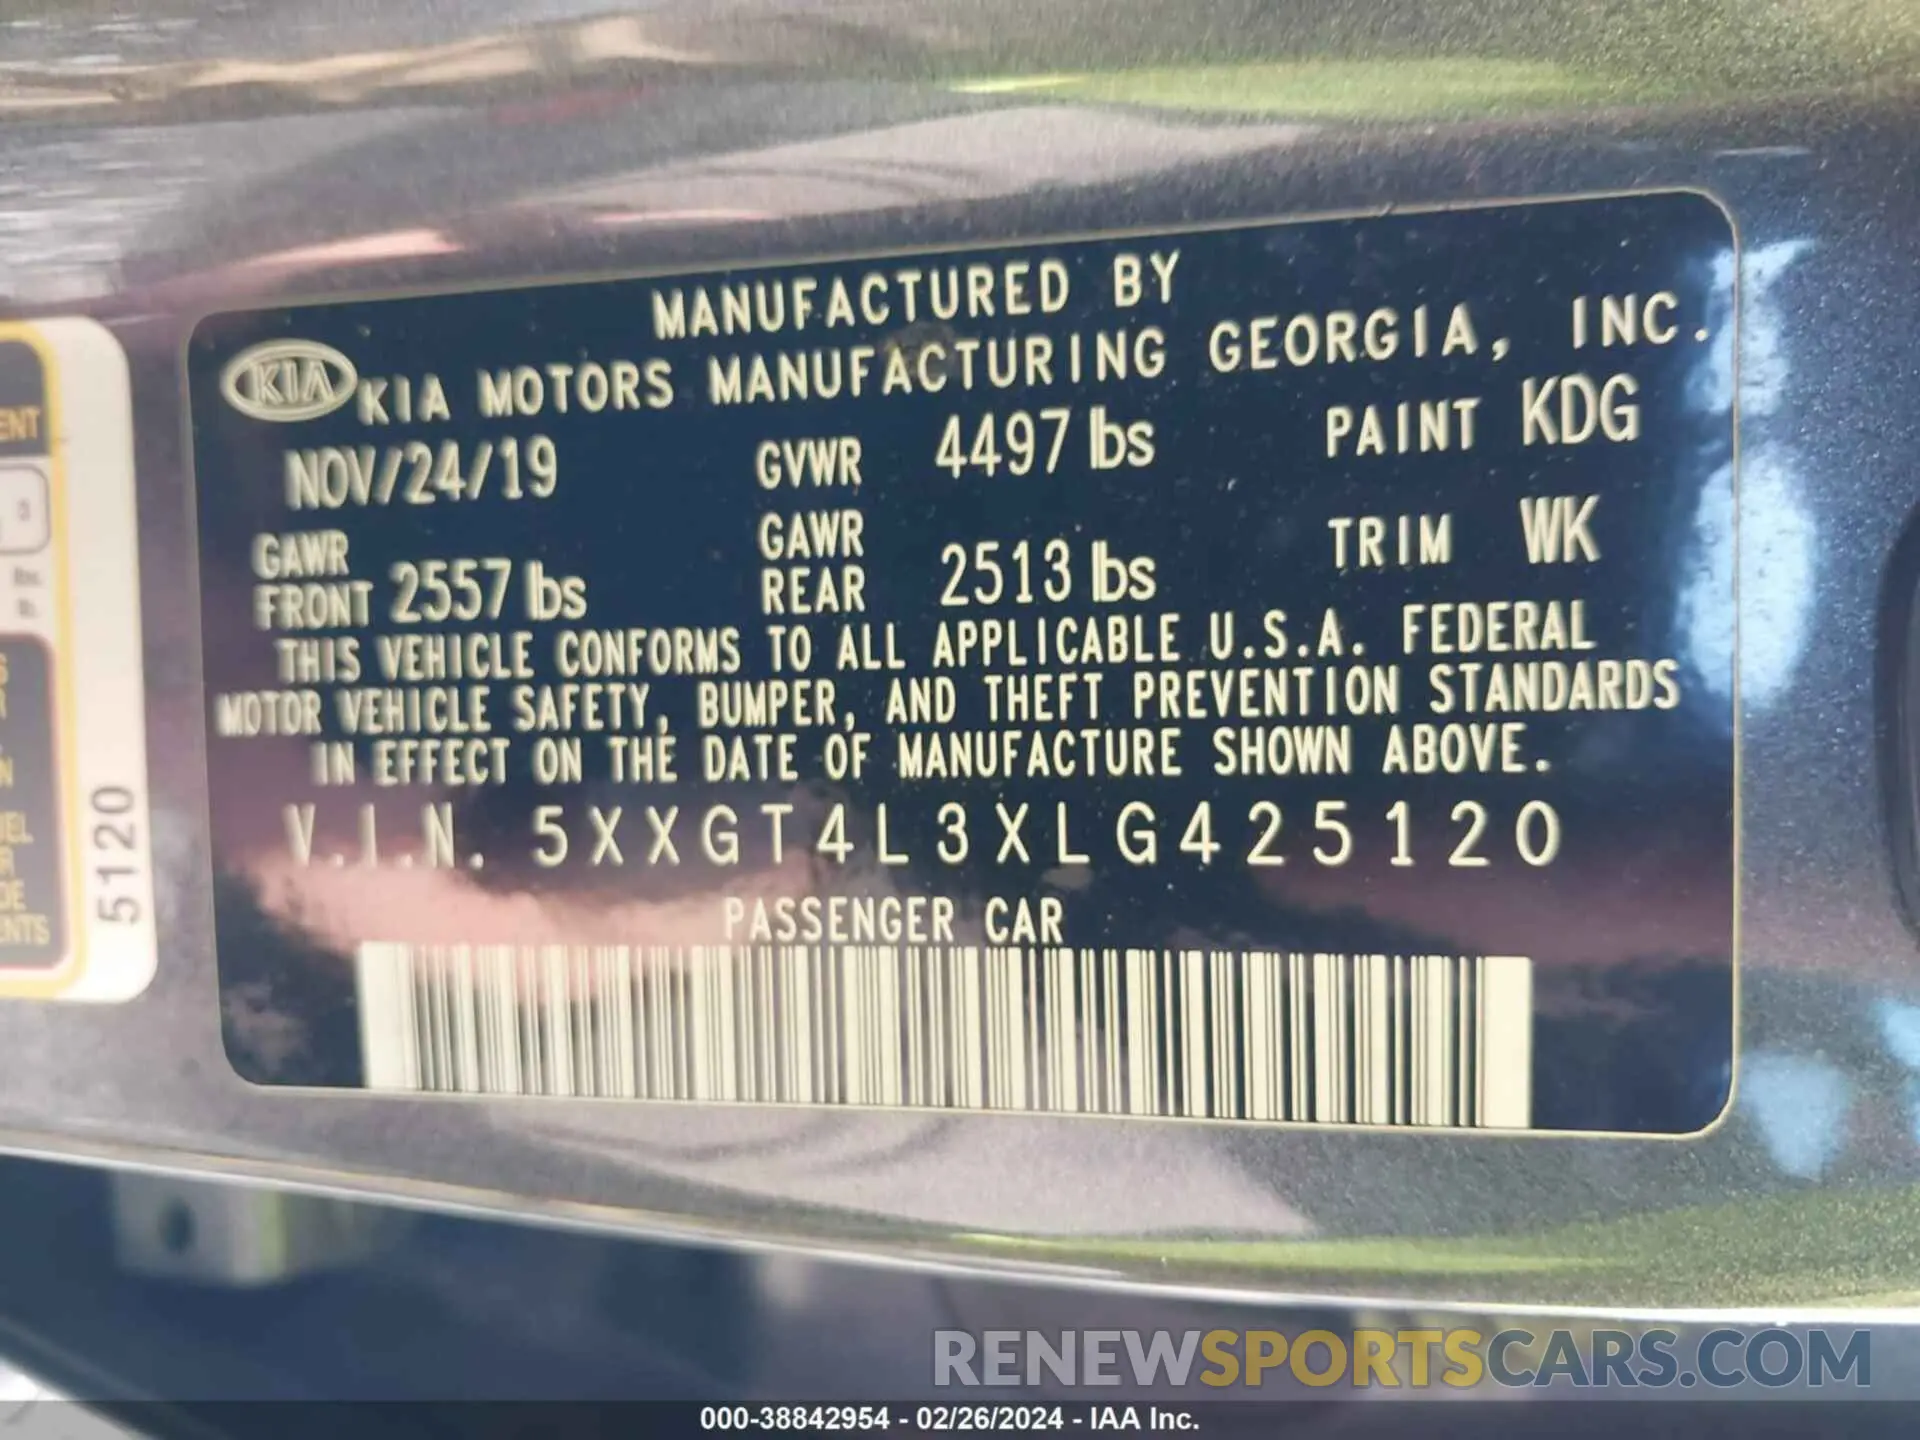 MANUFACTURED BY
KIA KIA MOTORS MANUFACTURING GEORGIA, INC.
NOV/24/19 GVWR 4497 lbs PAINT KDG
GAWR FRONT 2557 lbs GAWR REAR 2513 lbs TRIM WK
THIS VEHICLE CONFORMS TO ALL APPLICABLE U.S.A. FEDERAL
MOTOR VEHICLE SAFETY, BUMPER, AND THEFT PREVENTION STANDARDS
IN EFFECT ON THE DATE OF MANUFACTURE SHOWN ABOVE.
V.I.N. 5XXGT4L3XLG425120
PASSENGER CAR
5120
RENEWSPORTSCARS.COM
000-38842954 - 02/26/2024 - IAA Inc.